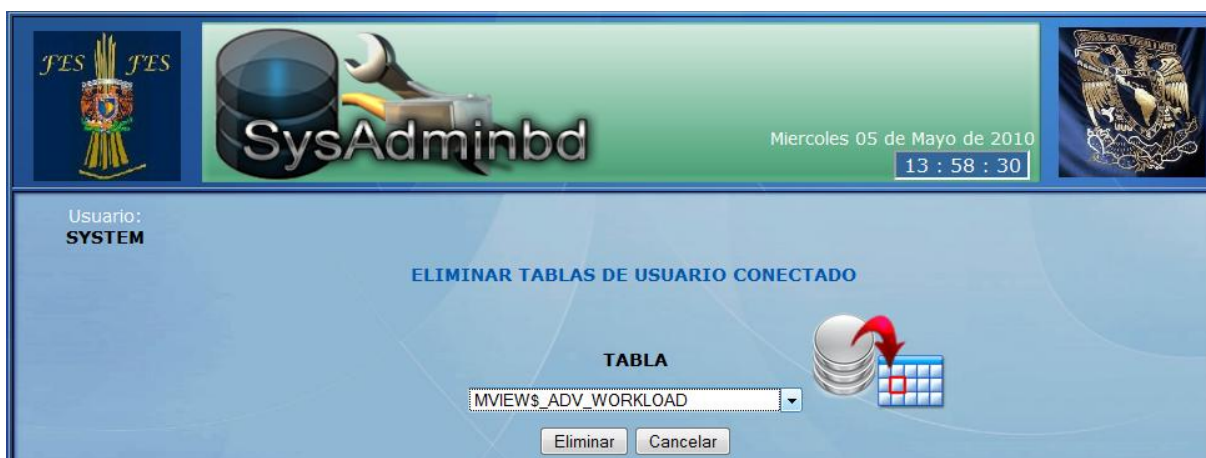 FES FES
SysAdminbd
Miercoles 05 de Mayo de 2010
13 : 58 : 30
Usuario:
SYSTEM
ELIMINAR TABLAS DE USUARIO CONECTADO
TABLA
MVIEW$_ADV_WORKLOAD
Eliminar Cancelar